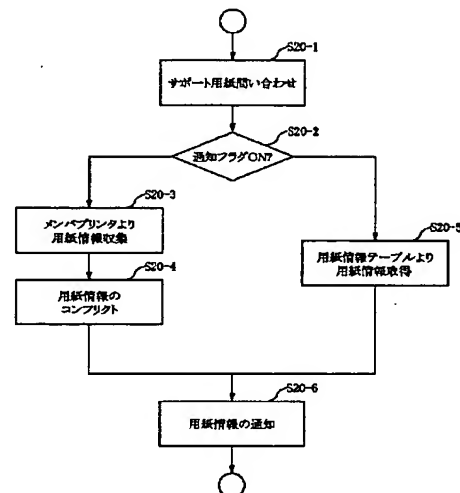 S20-1
サポート用紙問い合わせ
S20-2
通知フラグON?
S20-3
メンバプリンタより
用紙情報収集
S20-4
用紙情報の
コンフリクト
S20-5
用紙情報テーブルより
用紙情報取得
S20-6
用紙情報の通知